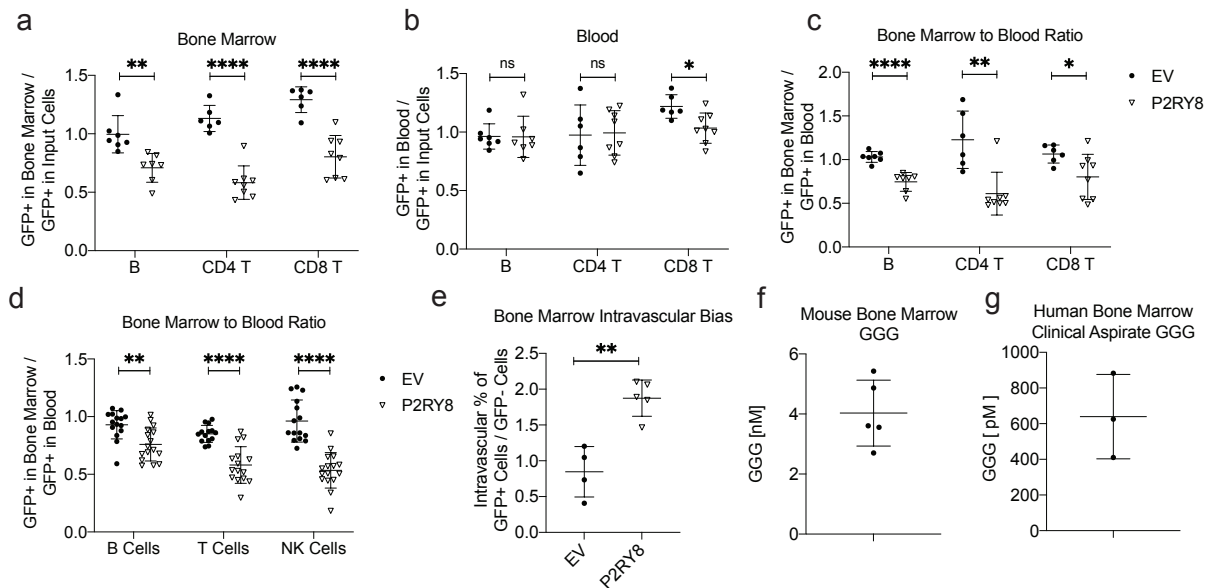 a
Bone Marrow
GFP+ in Bone Marrow /
GFP+ in Input Cells
1.5
1.0
0.5
0.0
**
****
****
B
CD4 T
CD8 T
b
Blood
GFP+ in Blood /
GFP+ in Input Cells
1.5
1.0
0.5
0.0
ns
ns
*
B
CD4 T
CD8 T
c
Bone Marrow to Blood Ratio
GFP+ in Bone Marrow /
GFP+ in Blood
2.0
1.5
1.0
0.5
0.0
****
**
*
B
CD4 T
CD8 T
EV
P2RY8
d
Bone Marrow to Blood Ratio
GFP+ in Bone Marrow /
GFP+ in Blood
1.5
1.0
0.5
0.0
**
****
****
B Cells
T Cells
NK Cells
EV
P2RY8
e
Bone Marrow Intravascular Bias
Intravascular % of
GFP+ Cells / GFP- Cells
2.5
2.0
1.5
1.0
0.5
0.0
**
EV
P2RY8
f
Mouse Bone Marrow
GGG
GGG [nM]
6
4
2
0
g
Human Bone Marrow
Clinical Aspirate GGG
GGG [ pM ]
1000
800
600
400
200
0